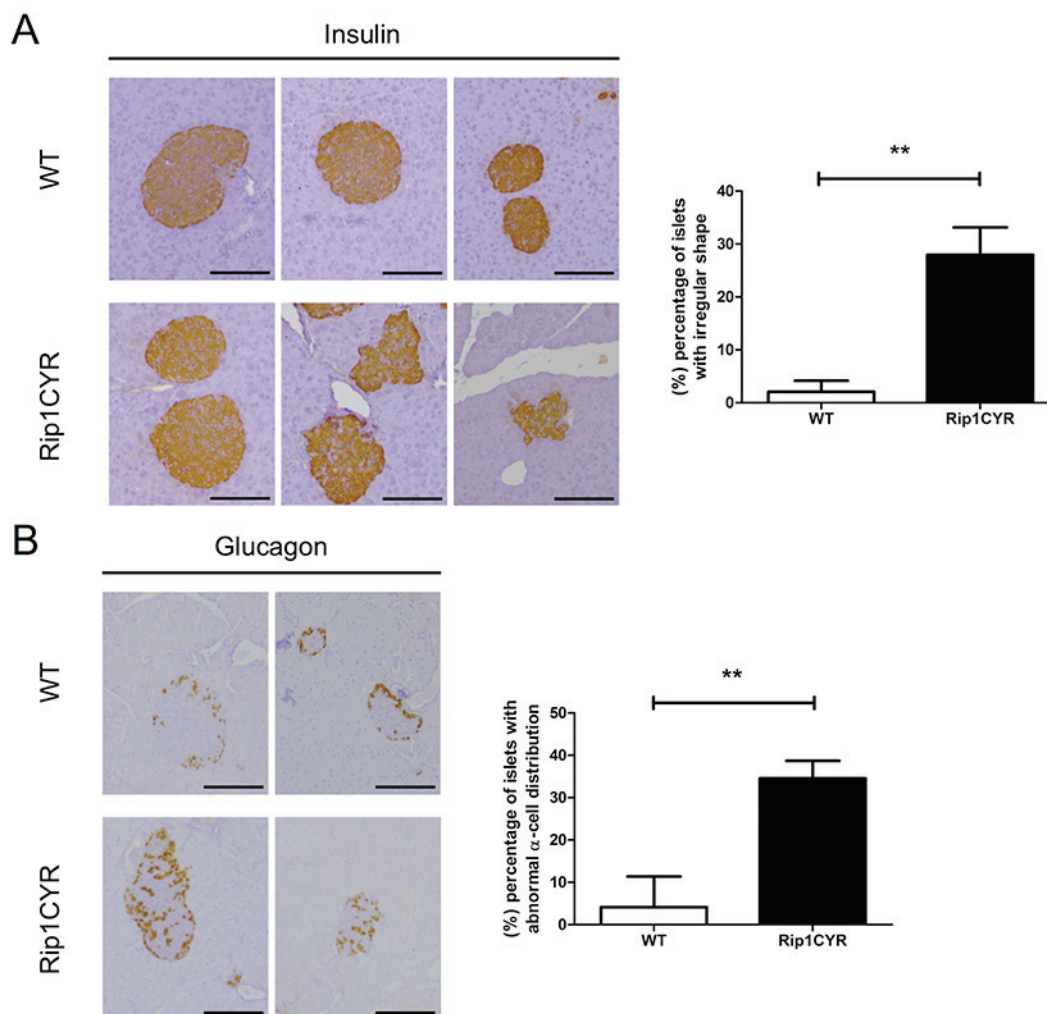 A
Insulin
WT
Rip1CYR
**
(%) percentage of islets
with irregular shape
40
30
20
10
0
WT
Rip1CYR
B
Glucagon
WT
Rip1CYR
**
(%) percentage of islets with
abnormal α-cell distribution
50
40
30
20
10
0
WT
Rip1CYR